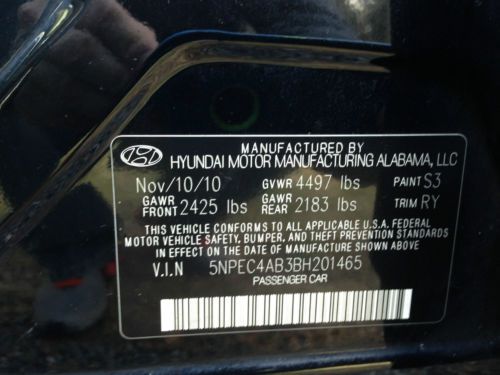 MANUFACTURED BY
HYUNDAI MOTOR MANUFACTURING ALABAMA, LLC
Nov/10/10 GVWR 4497 lbs PAINT S3
GAWR FRONT 2425 lbs GAWR REAR 2183 lbs TRIM RY
THIS VEHICLE CONFORMS TO ALL APPLICABLE U.S.A. FEDERAL
MOTOR VEHICLE SAFETY, BUMPER, AND THEFT PREVENTION STANDARDS
IN EFFECT ON THE DATE OF MANUFACTURE SHOWN ABOVE
V.I.N 5NPEC4AB3BH201465
PASSENGER CAR